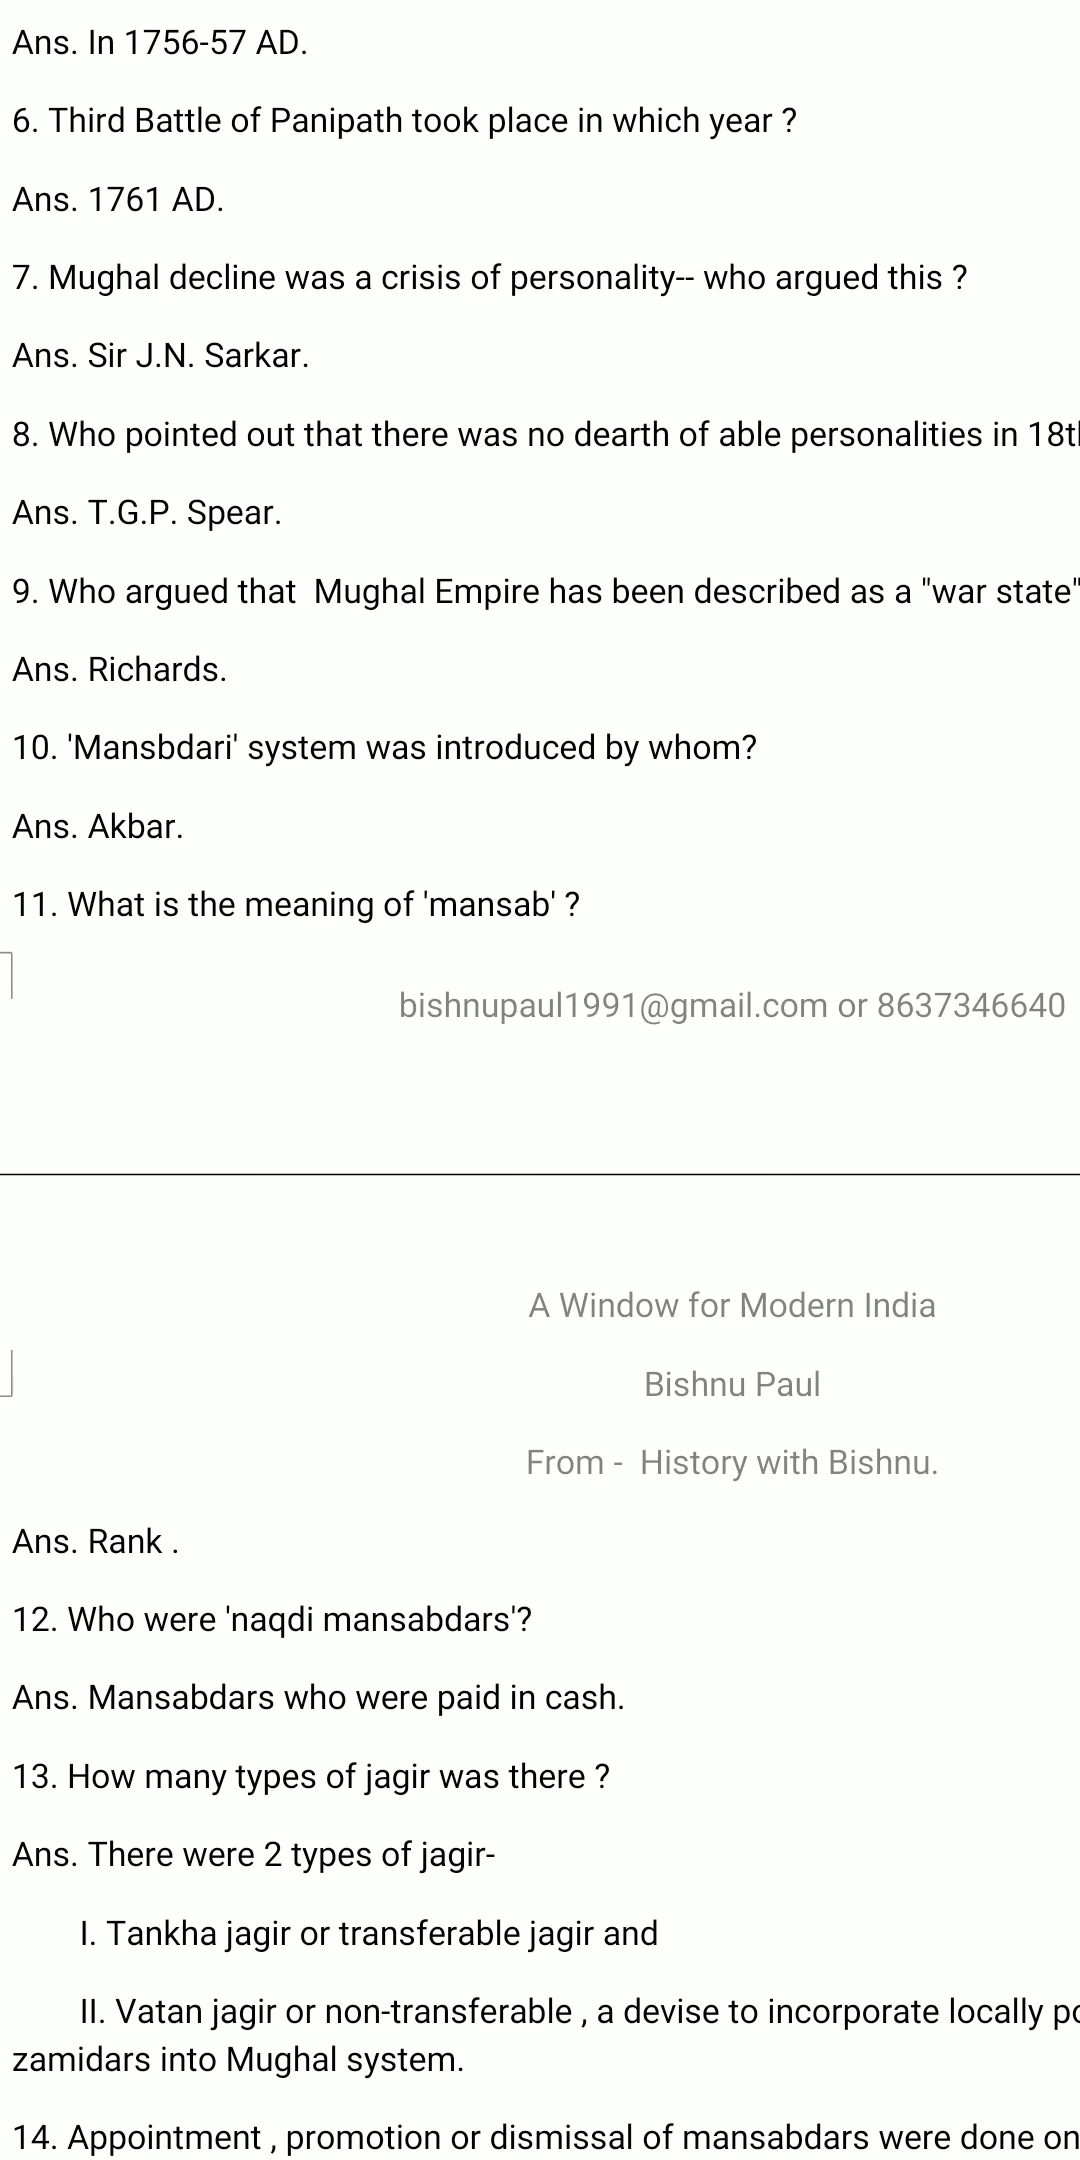 Ans. In 1756-57 AD.
6. Third Battle of Panipath took place in which year ?
Ans. 1761 AD.
7. Mughal decline was a crisis of personality-- who argued this ?
Ans. Sir J.N. Sarkar.
8. Who pointed out that there was no dearth of able personalities in
Ans. T.G.P. Spear.
9. Who argued that  Mughal Empire has been described as a "war state"
Ans. Richards.
10. 'Mansbdari' system was introduced by whom?
Ans. Akbar.
11. What is the meaning of 'mansab' ?
bishnupaul1991@gmail.com or 8637346640
A Window for Modern India
Bishnu Paul
From -  History with Bishnu.
Ans. Rank .
12. Who were 'naqdi mansabdars'?
Ans. Mansabdars who were paid in cash.
13. How many types of jagir was there ?
Ans. There were 2 types of jagir-
I. Tankha jagir or transferable jagir and
II. Vatan jagir or non-transferable , a devise to incorporate locally
zamidars into Mughal system.
14. Appointment , promotion or dismissal of mansabdars were done on